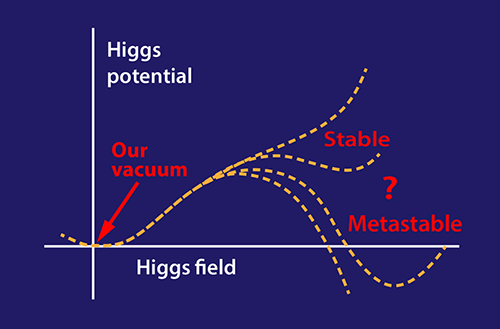 Higgs
potential
Our
vacuum
Stable
?
Metastable
Higgs field